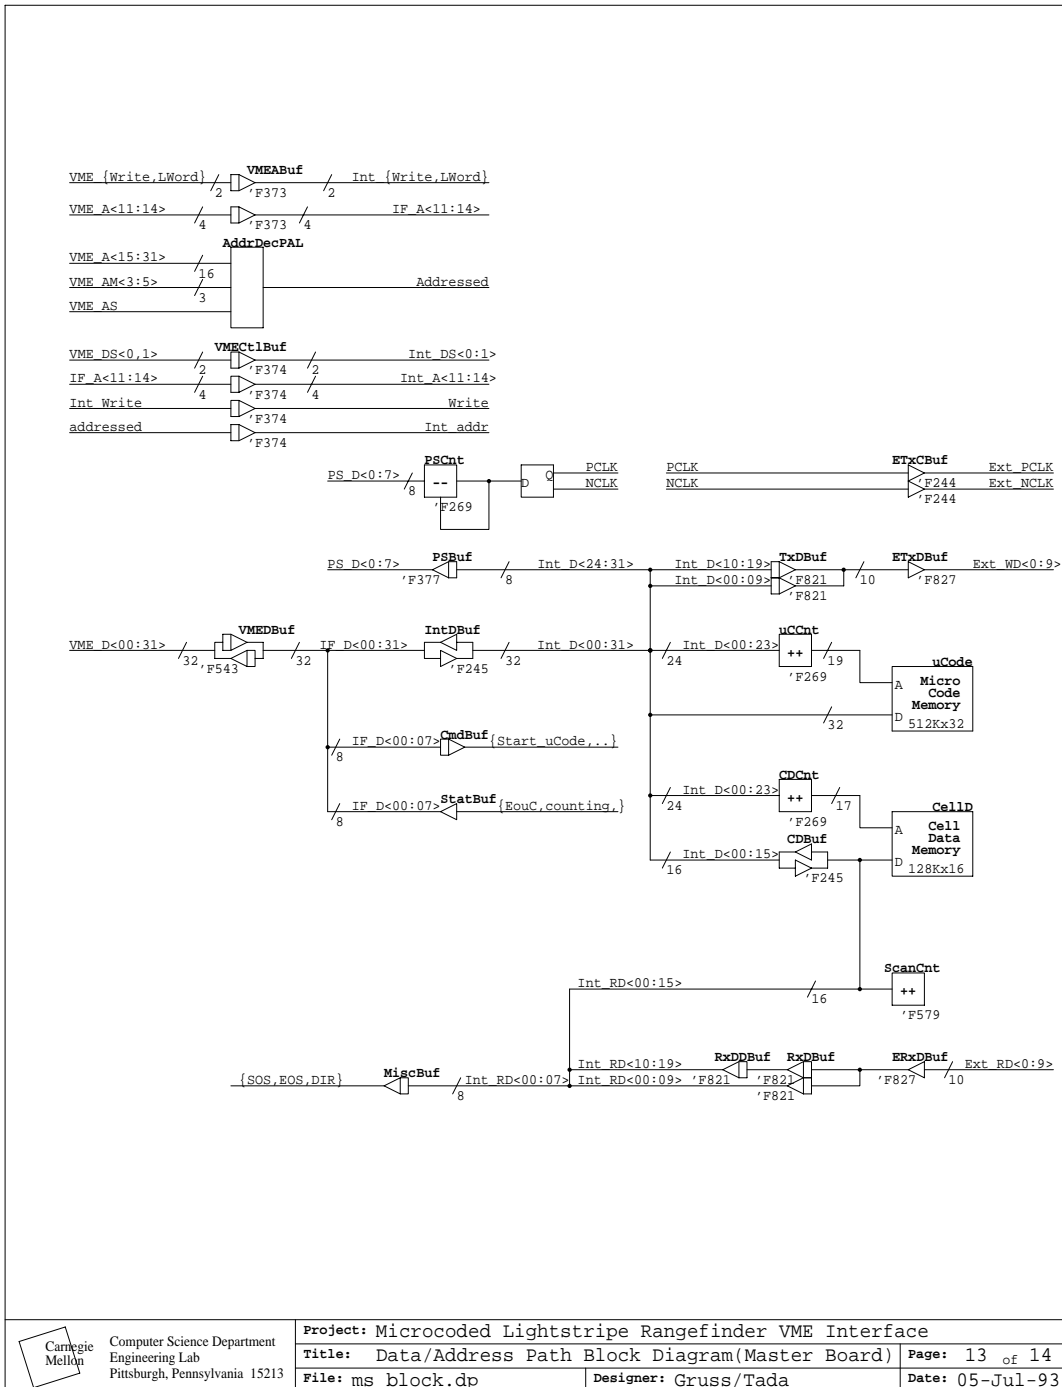 VMEABuf
VME_{Write,LWord} 2 'F373 2 Int_{Write,LWord}
VME_A<11:14> 4 'F373 4 IF_A<11:14>
AddrDecPAL
VME_A<15:31> 16
VME_AM<3:5> 3 Addressed
VME_AS
VMECtlBuf
VME_DS<0,1> 2 'F374 2 Int_DS<0:1>
IF_A<11:14> 4 'F374 4 Int_A<11:14>
Int_Write 'F374 Write
addressed 'F374 Int_addr
PSCnt ETxCBuf
PS_D<0:7> 8 -- 'F269 D Q PCLK PCLK 'F244 Ext_PCLK
NCLK NCLK 'F244 Ext_NCLK
PSBuf TxDBuf ETxDBuf
PS_D<0:7> 'F377 8 Int_D<24:31> Int_D<10:19> 'F821 10 'F827 Ext_WD<0:9>
Int_D<00:09> 'F821
VMEDBuf IntDBuf uCCnt
VME_D<00:31> 32 'F543 32 IF_D<00:31> 'F245 32 Int_D<00:31> 24 Int_D<00:23> ++ 'F269 19
uCode
A Micro
Code
Memory
32 D 512Kx32
8 IF_D<00:07> CmdBuf {Start_uCode,..}
CDCnt
24 Int_D<00:23> ++ 'F269 17
8 IF_D<00:07> StatBuf {EouC,counting,}
CellD
A Cell
Data
Memory
D 128Kx16
CDBuf
16 Int_D<00:15> 'F245
ScanCnt
Int_RD<00:15> 16 ++
'F579
Int_RD<10:19> RxDDBuf RxDBuf ERxDBuf
'F821 'F821 'F827 10 Ext_RD<0:9>
{SOS,EOS,DIR} MiscBuf 8 Int_RD<00:07> Int_RD<00:09> 'F821
Carnegie
Mellon
Computer Science Department
Engineering Lab
Pittsburgh, Pennsylvania 15213
Project: Microcoded Lightstripe Rangefinder VME Interface
Title: Data/Address Path Block Diagram(Master Board) Page: 13 of 14
File: ms_block.dp Designer: Gruss/Tada Date: 05-Jul-93